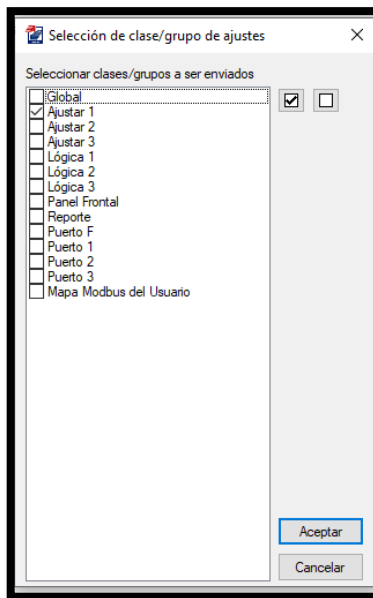 Selección de clase/grupo de ajustes
Seleccionar clases/grupos a ser enviados
Global
Ajustar 1
Ajustar 2
Ajustar 3
Lógica 1
Lógica 2
Lógica 3
Panel Frontal
Reporte
Puerto F
Puerto 1
Puerto 2
Puerto 3
Mapa Modbus del Usuario
Aceptar
Cancelar